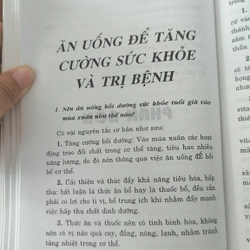 ĂN UỐNG ĐỂ TĂNG
CƯỜNG SỨC KHỎE
VÀ TRỊ BỆNH
1. Nên ăn uống bồi dưỡng sức khỏe tuổi già vào
mùa xuân như thế nào?
Có vài nguyên tắc cơ bản như sau:
1. Tăng cường bồi dưỡng: Vào mùa xuân các hoạt
động trao đổi chất trong cơ thể tăng, tiêu hao nhiều
năng lượng, do đó nên thông qua việc ăn uống để bồi
bổ cơ thể.
2. Cải thiện và thúc đẩy khả năng tiêu hóa, hấp
thụ: bất luận là thức ăn bổ hay là thuốc bổ, đều phải
có lợi cho tì vị, bổ trung ích khí nhằm đẩy mạnh
việc hấp thụ chất dinh dưỡng.
3. Thức ăn và thuốc nên có tính bình hòa, không
nên có vị nào quá cay, đắng, nóng, lạnh, nhằm tránh
tăng nhiệt trong cơ thể.